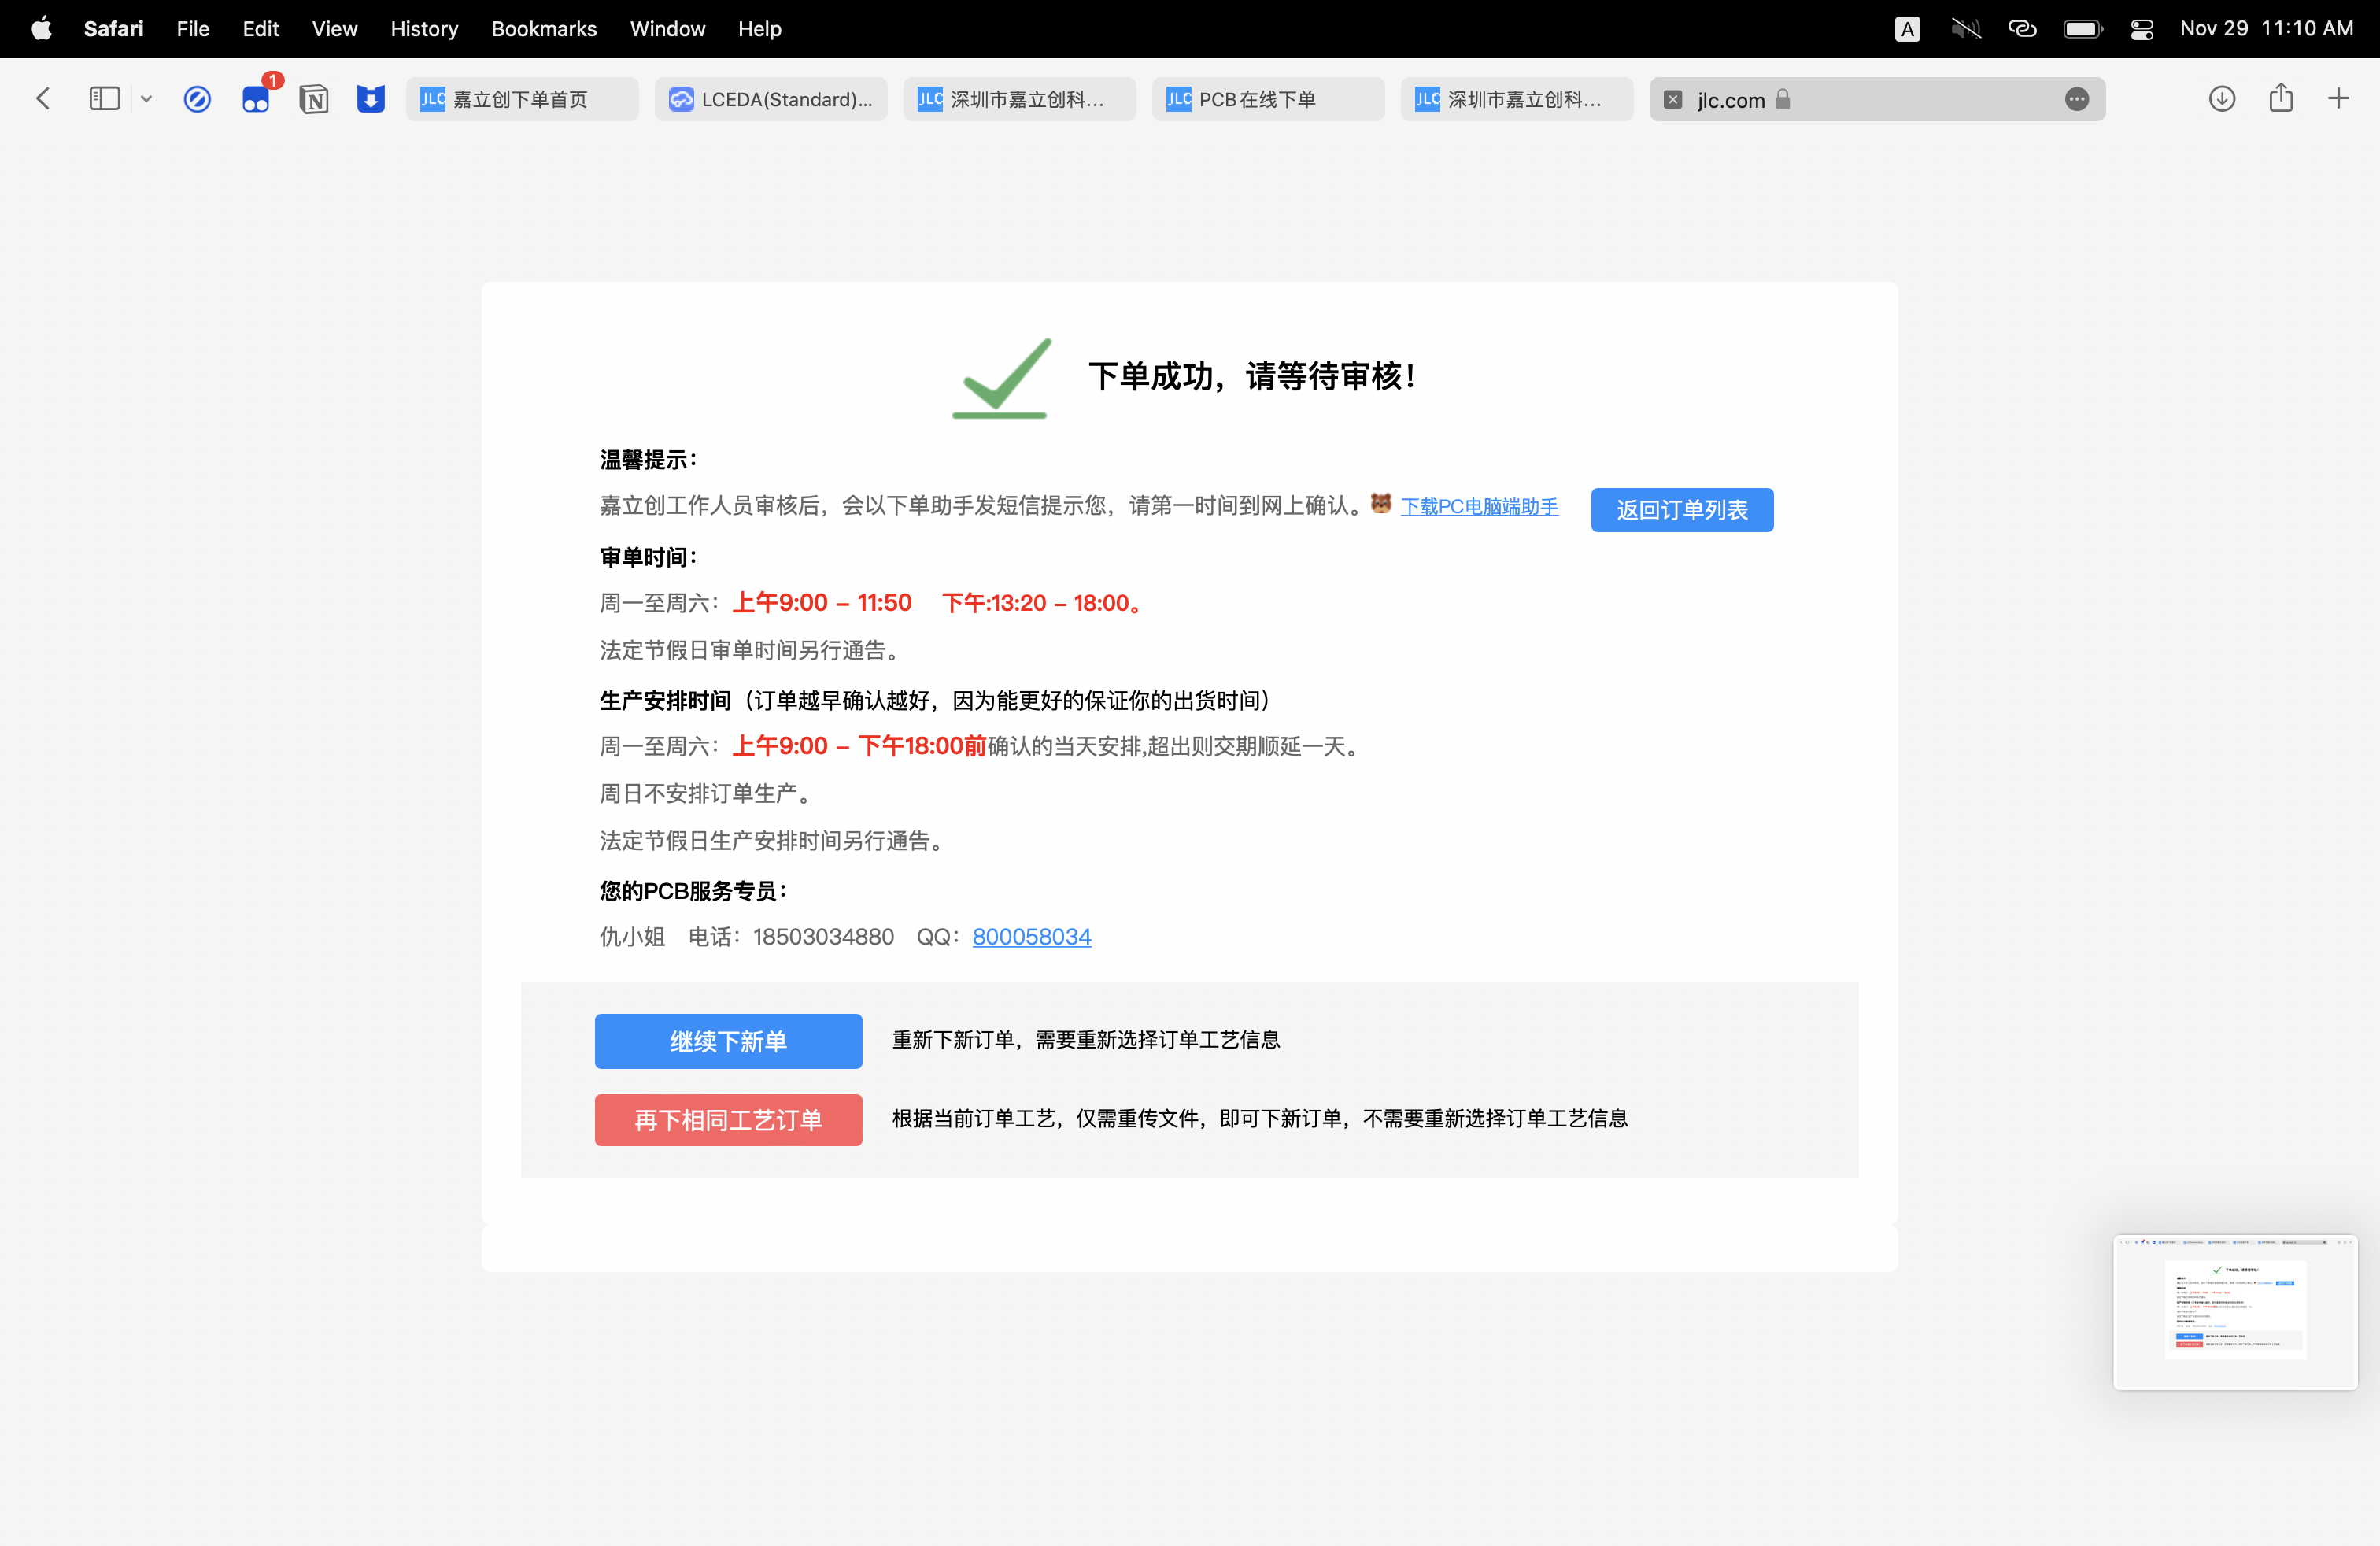 Safari File Edit View History Bookmarks Window Help A Nov 29 11:10 AM
1
JLC 嘉立创下单首页 LCEDA(Standard)... JLC 深圳市嘉立创科... JLC PCB在线下单 JLC 深圳市嘉立创科... jlc.com
下单成功，请等待审核！
温馨提示：
嘉立创工作人员审核后，会以下单助手发短信提示您，请第一时间到网上确认。 下载PC电脑端助手 返回订单列表
审单时间：
周一至周六：上午9:00 – 11:50 下午:13:20 – 18:00。
法定节假日审单时间另行通告。
生产安排时间（订单越早确认越好，因为能更好的保证你的出货时间）
周一至周六：上午9:00 – 下午18:00前确认的当天安排,超出则交期顺延一天。
周日不安排订单生产。
法定节假日生产安排时间另行通告。
您的PCB服务专员：
仇小姐 电话：18503034880 QQ：800058034
继续下新单 重新下新订单，需要重新选择订单工艺信息
再下相同工艺订单 根据当前订单工艺，仅需重传文件，即可下新订单，不需要重新选择订单工艺信息